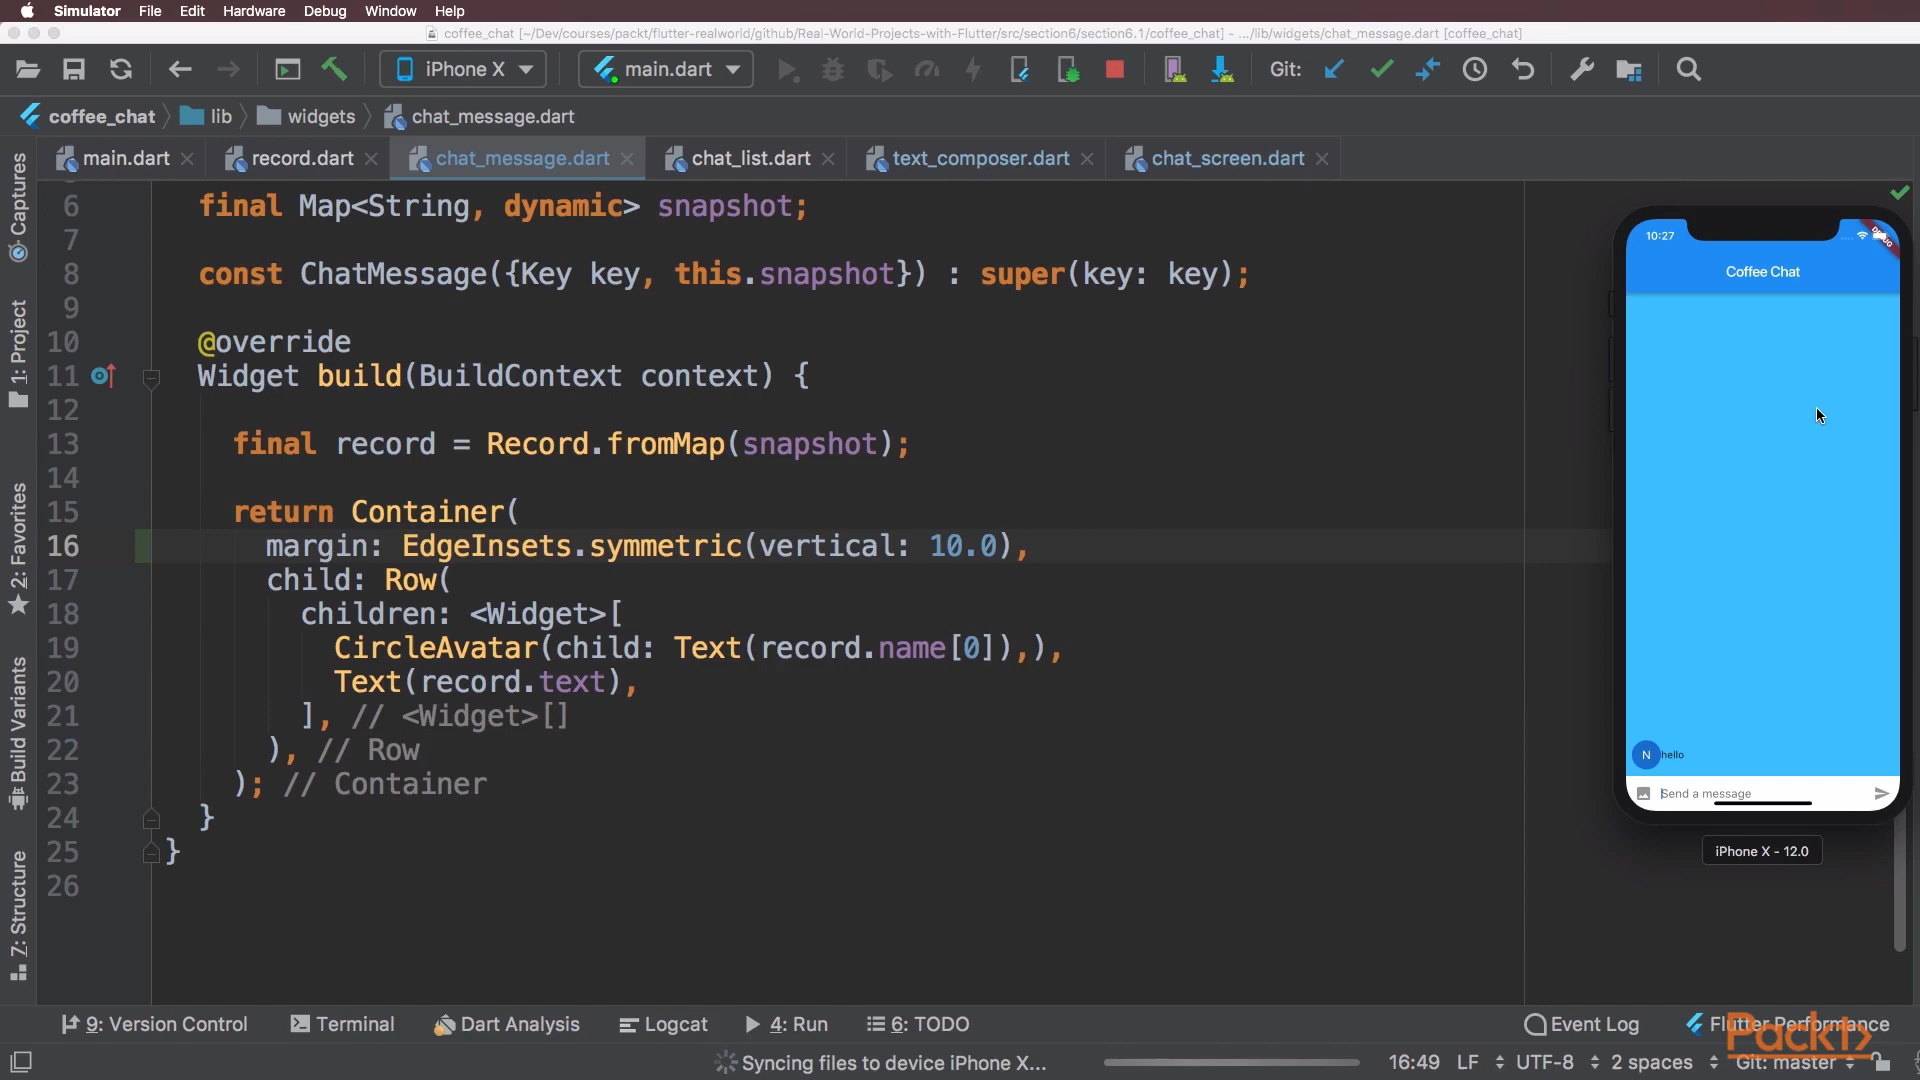 Simulator File Edit Hardware Debug Window Help
coffee_chat [~/Dev/courses/packt/flutter-realworld/github/Real-World-Projects-with-Flutter/src/section6/section6.1/coffee_chat] - .../lib/widgets/chat_message.dart [coffee_chat]
iPhone X main.dart Git:
coffee_chat lib widgets chat_message.dart
main.dart record.dart chat_message.dart chat_list.dart text_composer.dart chat_screen.dart
Captures
1: Project
2: Favorites
Build Variants
7: Structure
6 final Map<String, dynamic> snapshot;
7
8 const ChatMessage({Key key, this.snapshot}) : super(key: key);
9
10 @override
11 Widget build(BuildContext context) {
12
13 final record = Record.fromMap(snapshot);
14
15 return Container(
16 margin: EdgeInsets.symmetric(vertical: 10.0),
17 child: Row(
18 children: <Widget>[
19 CircleAvatar(child: Text(record.name[0]),),
20 Text(record.text),
21 ], // <Widget>[]
22 ), // Row
23 ); // Container
24 }
25 }
26
10:27
DEBUG
Coffee Chat
N hello
Send a message
iPhone X - 12.0
9: Version Control Terminal Dart Analysis Logcat 4: Run 6: TODO Event Log Flutter Performance
Packt>
Syncing files to device iPhone X... 16:49 LF UTF-8 2 spaces Git: master